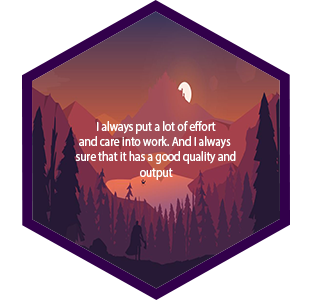 I always put a lot of effort
and care into work. And I always
sure that it has a good quality and
output